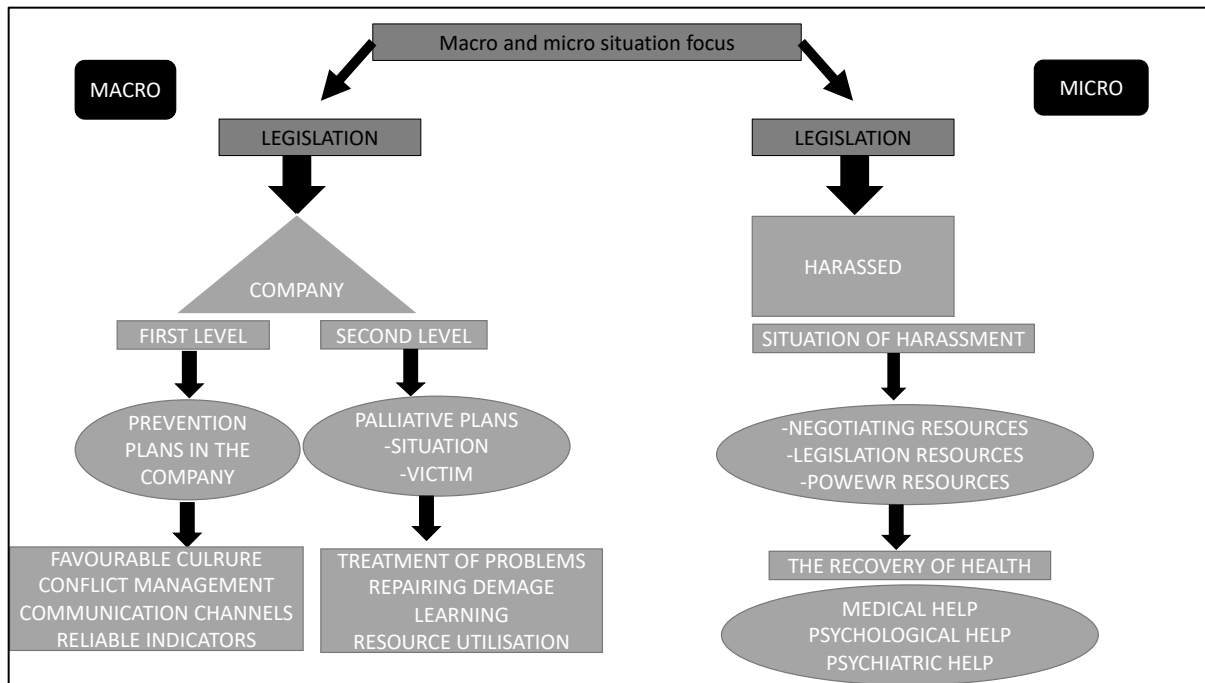 Macro and micro situation focus
MACRO
MICRO
LEGISLATION
LEGISLATION
COMPANY
HARASSED
FIRST LEVEL
SECOND LEVEL
SITUATION OF HARASSMENT
PREVENTION
PLANS IN THE
COMPANY
PALLIATIVE PLANS
-SITUATION
-VICTIM
-NEGOTIATING RESOURCES
-LEGISLATION RESOURCES
-POWEWR RESOURCES
FAVOURABLE CULRURE
CONFLICT MANAGEMENT
COMMUNICATION CHANNELS
RELIABLE INDICATORS
TREATMENT OF PROBLEMS
REPAIRING DEMAGE
LEARNING
RESOURCE UTILISATION
THE RECOVERY OF HEALTH
MEDICAL HELP
PSYCHOLOGICAL HELP
PSYCHIATRIC HELP